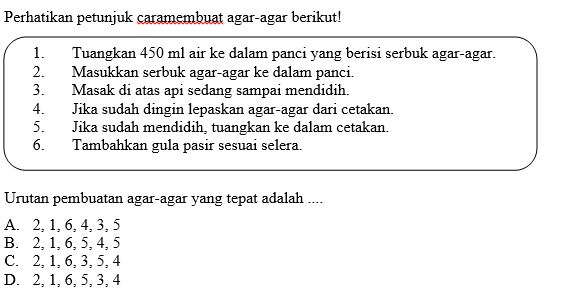 Perhatikan petunjuk caramembuat agar-agar berikut!
1. Tuangkan 450 ml air ke dalam panci yang berisi serbuk agar-agar.
2. Masukkan serbuk agar-agar ke dalam panci.
3. Masak di atas api sedang sampai mendidih.
4. Jika sudah dingin lepaskan agar-agar dari cetakan.
5. Jika sudah mendidih, tuangkan ke dalam cetakan.
6. Tambahkan gula pasir sesuai selera.
Urutan pembuatan agar-agar yang tepat adalah ....
A. 2, 1, 6, 4, 3, 5
B. 2, 1, 6, 5, 4, 5
C. 2, 1, 6, 3, 5, 4
D. 2, 1, 6, 5, 3, 4